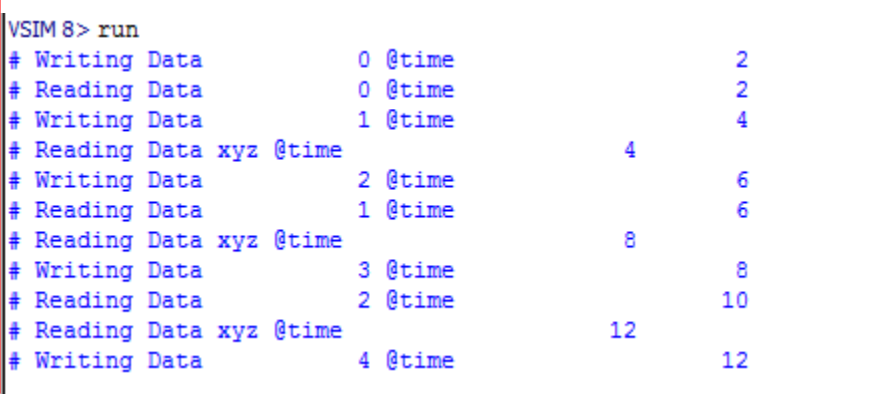 VSIM 8> run
# Writing Data           0 @time                    2
# Reading Data           0 @time                    2
# Writing Data           1 @time                    4
# Reading Data xyz @time                    4
# Writing Data           2 @time                    6
# Reading Data           1 @time                    6
# Reading Data xyz @time                    8
# Writing Data           3 @time                    8
# Reading Data           2 @time                   10
# Reading Data xyz @time                   12
# Writing Data           4 @time                   12